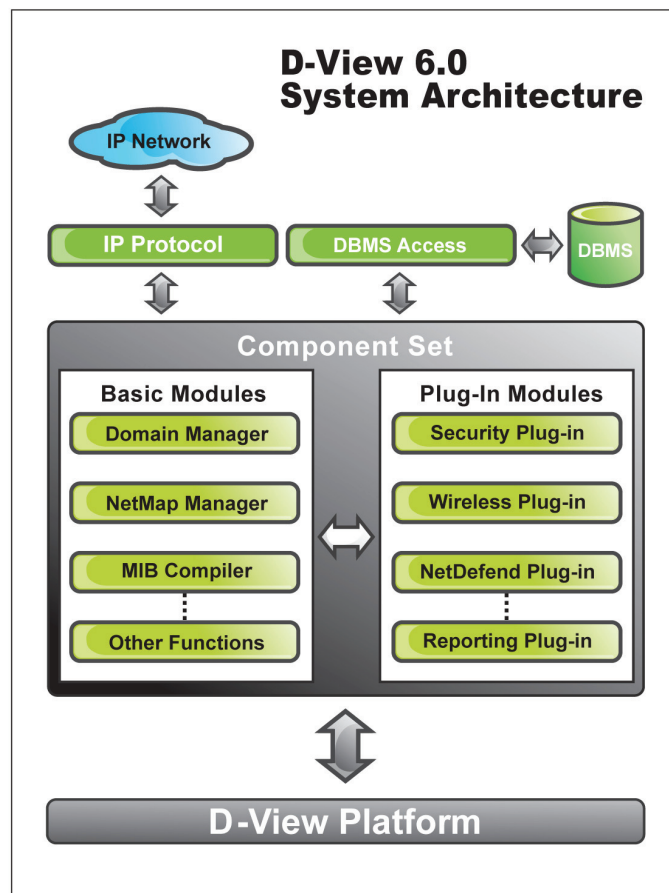 D-View 6.0
System Architecture
IP Network
IP Protocol
DBMS Access
DBMS
Component Set
Basic Modules
Domain Manager
NetMap Manager
MIB Compiler
Other Functions
Plug-In Modules
Security Plug-in
Wireless Plug-in
NetDefend Plug-in
Reporting Plug-in
D-View Platform